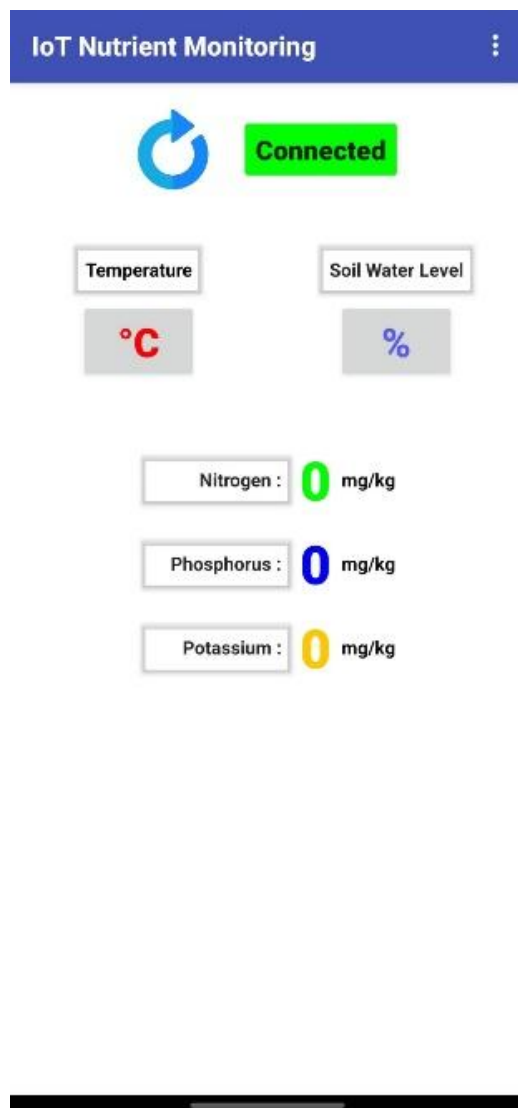 IoT Nutrient Monitoring
Connected
Temperature Soil Water Level
°C %
Nitrogen : 0 mg/kg
Phosphorus : 0 mg/kg
Potassium : 0 mg/kg